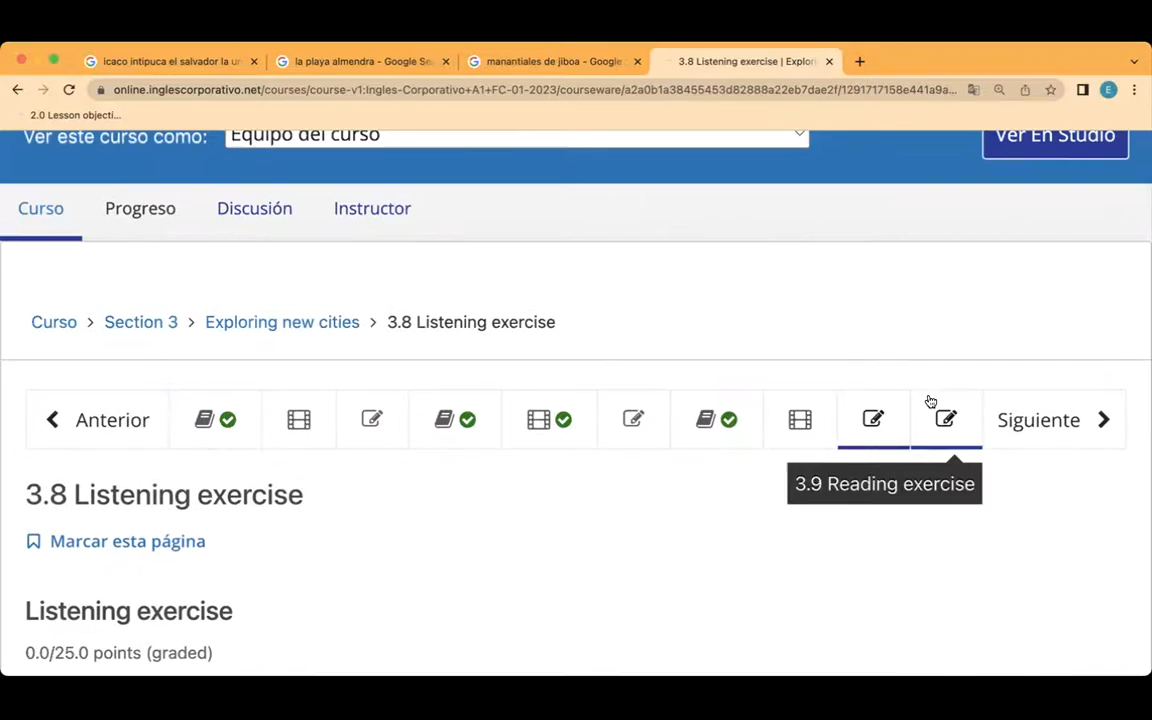 icaco intipuca el salvador la u
la playa almendra - Google Se
manantiales de jiboa - Google
3.8 Listening exercise | Explori
online.inglescorporativo.net/courses/course-v1:Ingles-Corporativo+A1+FC-01-2023/courseware/a2a0b1a38455453d82888a22eb7dae2f/1291717158e441a9a...
E
2.0 Lesson objecti...
Ver este curso como:
Equipo del curso
Ver En Studio
Curso
Progreso
Discusión
Instructor
Curso > Section 3 > Exploring new cities > 3.8 Listening exercise
Anterior
Siguiente
3.9 Reading exercise
3.8 Listening exercise
Marcar esta página
Listening exercise
0.0/25.0 points (graded)